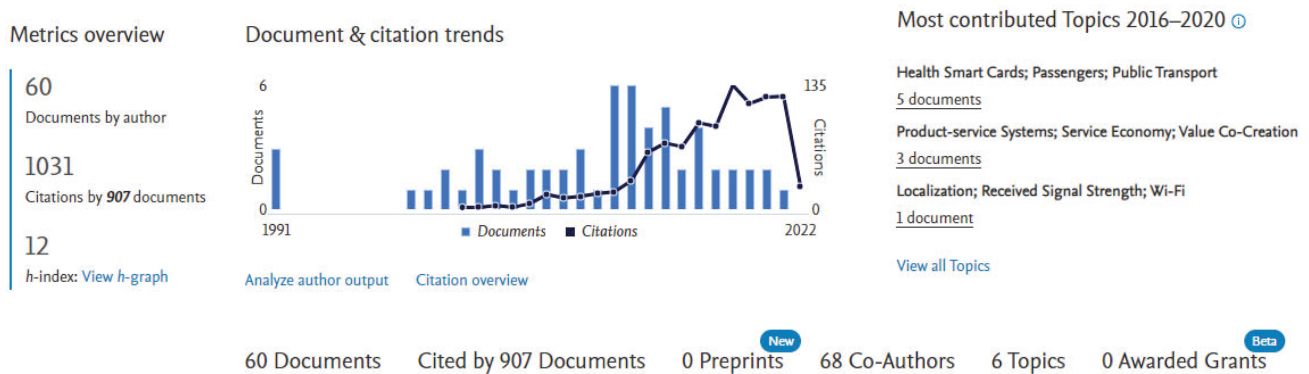 Metrics overview
60
Documents by author
1031
Citations by 907 documents
12
h-index: View h-graph
Document & citation trends
6
135
Documents
Citations
0
0
1991
2022
Documents
Citations
Analyze author output
Citation overview
Most contributed Topics 2016–2020
Health Smart Cards; Passengers; Public Transport
5 documents
Product-service Systems; Service Economy; Value Co-Creation
3 documents
Localization; Received Signal Strength; Wi-Fi
1 document
View all Topics
New
Beta
60 Documents Cited by 907 Documents 0 Preprints 68 Co-Authors 6 Topics 0 Awarded Grants